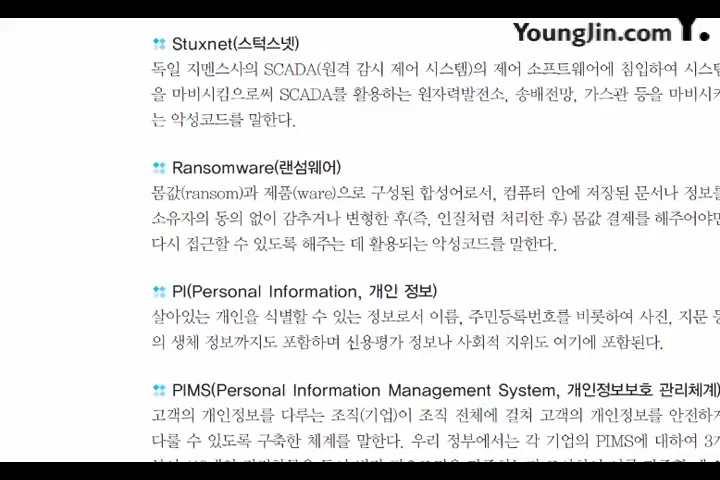 YoungJin.com Y.
Stuxnet(스턱스넷)
독일 지멘스사의 SCADA(원격 감시 제어 시스템)의 제어 소프트웨어에 침입하여 시스템
을 마비시킴으로써 SCADA를 활용하는 원자력발전소, 송배전망, 가스관 등을 마비시키
는 악성코드를 말한다.
Ransomware(랜섬웨어)
몸값(ransom)과 제품(ware)으로 구성된 합성어로서, 컴퓨터 안에 저장된 문서나 정보를
소유자의 동의 없이 감추거나 변형한 후(즉, 인질처럼 처리한 후) 몸값 결제를 해주어야만
다시 접근할 수 있도록 해주는 데 활용되는 악성코드를 말한다.
PI(Personal Information, 개인 정보)
살아있는 개인을 식별할 수 있는 정보로서 이름, 주민등록번호를 비롯하여 사진, 지문 등
의 생체 정보까지도 포함하며 신용평가 정보나 사회적 지위도 여기에 포함된다.
PIMS(Personal Information Management System, 개인정보보호 관리체계)
고객의 개인정보를 다루는 조직(기업)이 조직 전체에 걸쳐 고객의 개인정보를 안전하게
다룰 수 있도록 구축한 체계를 말한다. 우리 정부에서는 각 기업의 PIMS에 대하여 3개